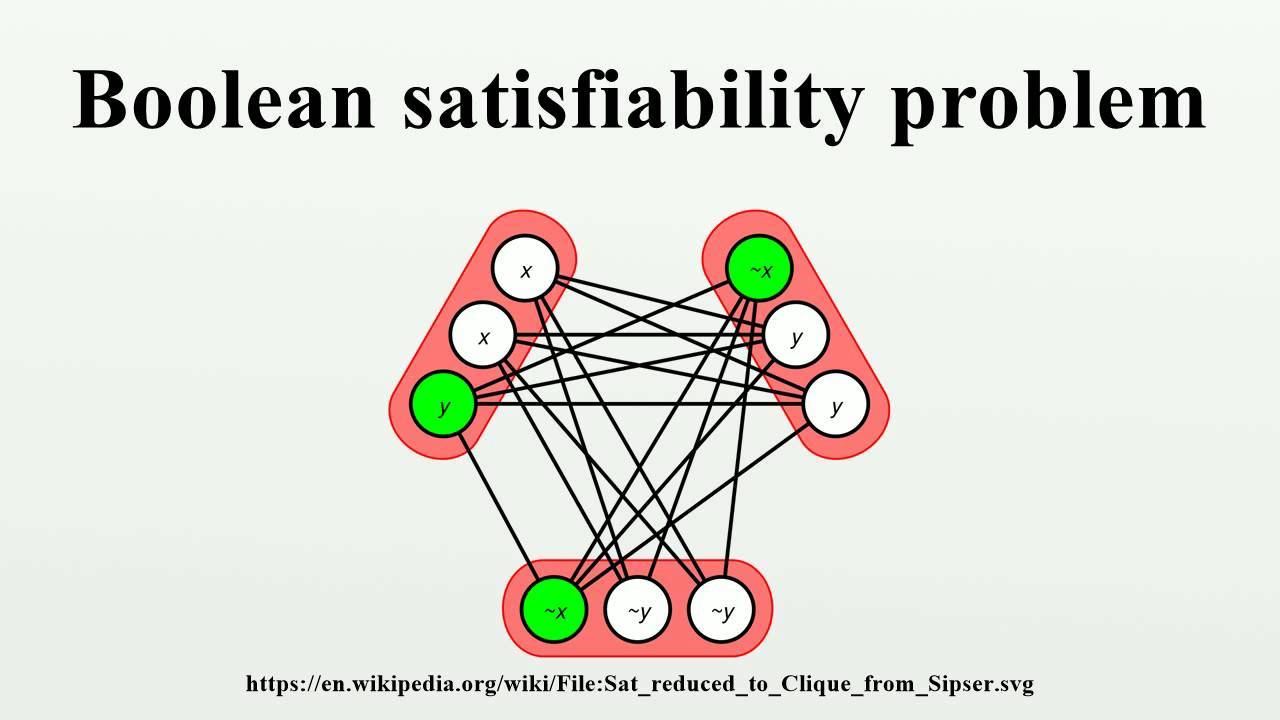 Boolean satisfiability problem
x
~x
x
y
y
y
~x
~y
~y
https://en.wikipedia.org/wiki/File:Sat_reduced_to_Clique_from_Sipser.svg